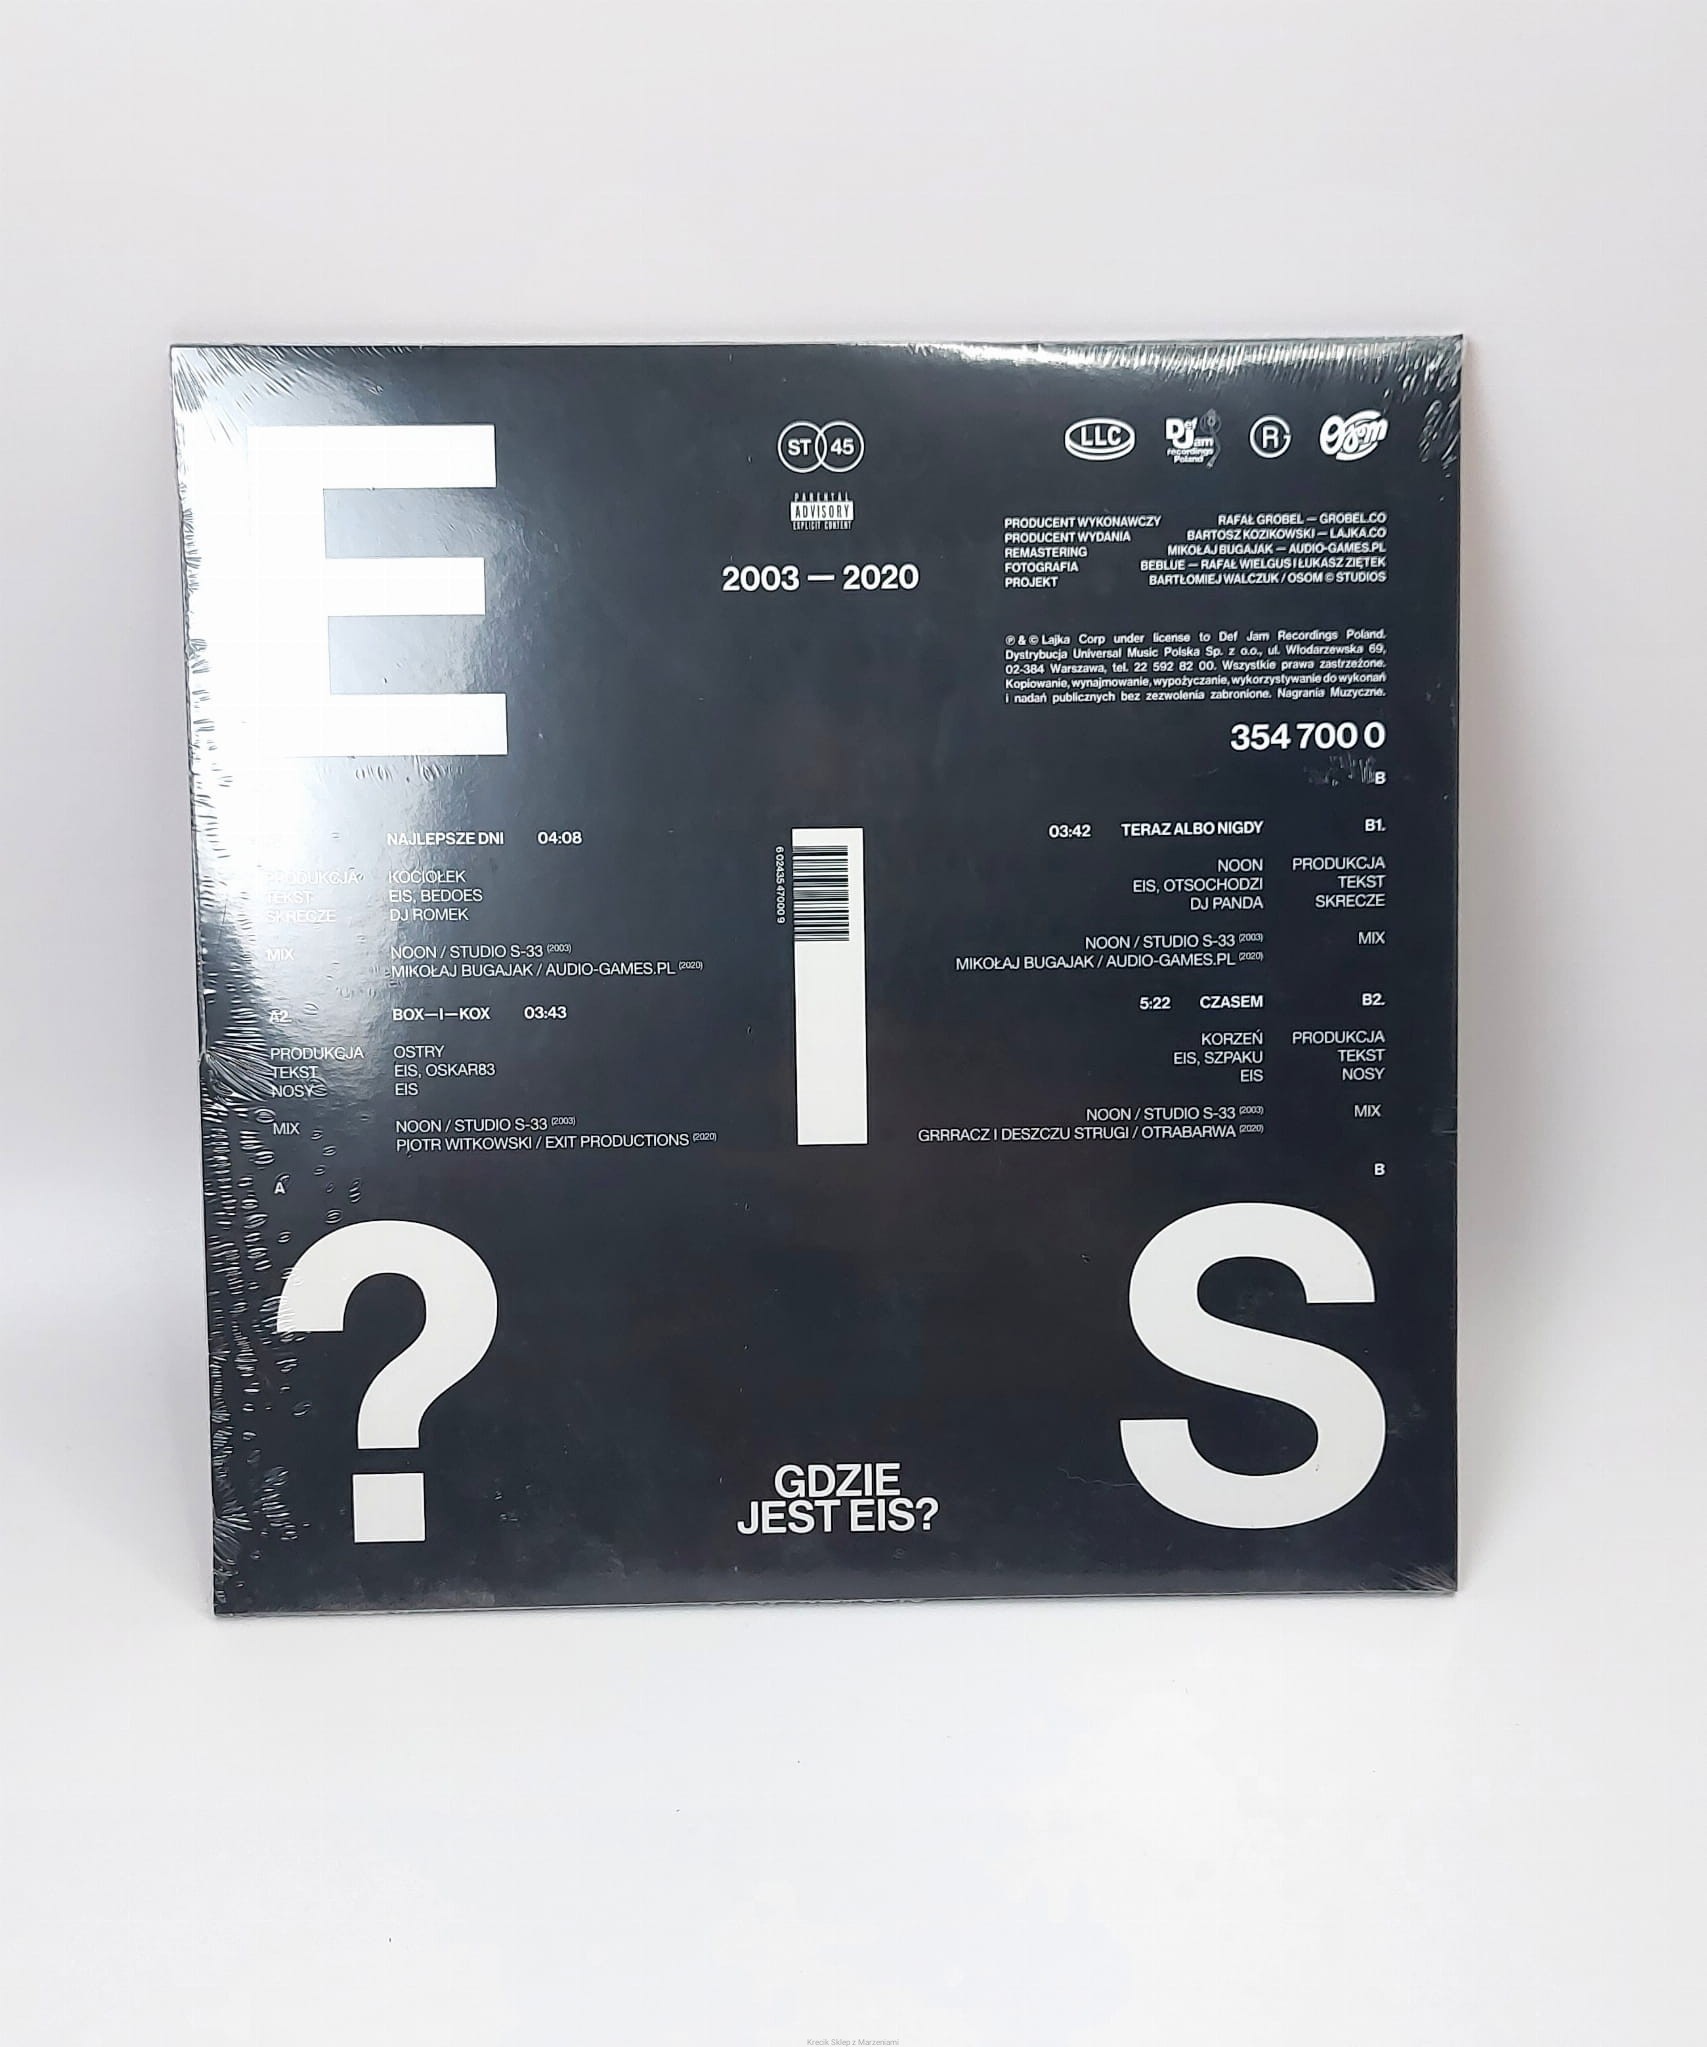 E
ST 45
PARENTAL
ADVISORY
EXPLICIT CONTENT
2003 — 2020
LLC
Def Jam
recordings
Poland
R
Osom
PRODUCENT WYKONAWCZY RAFAŁ GROBEL — GROBEL.CO
PRODUCENT WYDANIA BARTOSZ KOZIKOWSKI — LAJKA.CO
REMASTERING MIKOŁAJ BUGAJAK — AUDIO-GAMES.PL
FOTOGRAFIA BEBLUE — RAFAŁ WIELGUS I ŁUKASZ ZIĘTEK
PROJEKT BARTŁOMIEJ WALCZUK / OSOM © STUDIOS
℗ & © Lajka Corp under license to Def Jam Recordings Poland.
Dystrybucja Universal Music Polska Sp. z o.o., ul. Włodarzewska 69,
02-384 Warszawa, tel. 22 592 82 00. Wszystkie prawa zastrzeżone.
Kopiowanie, wynajmowanie, wypożyczanie, wykorzystywanie do wykonań
i nadań publicznych bez zezwolenia zabronione. Nagrania Muzyczne.
354 700 0
B
NAJLEPSZE DNI 04:08
PRODUKCJA KOCIOŁEK
TEKST EIS, BEDOES
SKRECZE DJ ROMEK
MIX NOON / STUDIO S-33 (2003)
MIKOŁAJ BUGAJAK / AUDIO-GAMES.PL (2020)
A2. BOX—I—KOX 03:43
PRODUKCJA OSTRY
TEKST EIS, OSKAR83
NOSY EIS
MIX NOON / STUDIO S-33 (2003)
PIOTR WITKOWSKI / EXIT PRODUCTIONS (2020)
A
I
6 02435 47000 9
03:42 TERAZ ALBO NIGDY B1.
NOON PRODUKCJA
EIS, OTSOCHODZI TEKST
DJ PANDA SKRECZE
NOON / STUDIO S-33 (2003) MIX
MIKOŁAJ BUGAJAK / AUDIO-GAMES.PL (2020)
5:22 CZASEM B2.
KORZEŃ PRODUKCJA
EIS, SZPAKU TEKST
EIS NOSY
NOON / STUDIO S-33 (2003) MIX
GRRRACZ I DESZCZU STRUGI / OTRABARWA (2020)
B
?
S
GDZIE
JEST EIS?
Krecik Sklep z Marzeniami